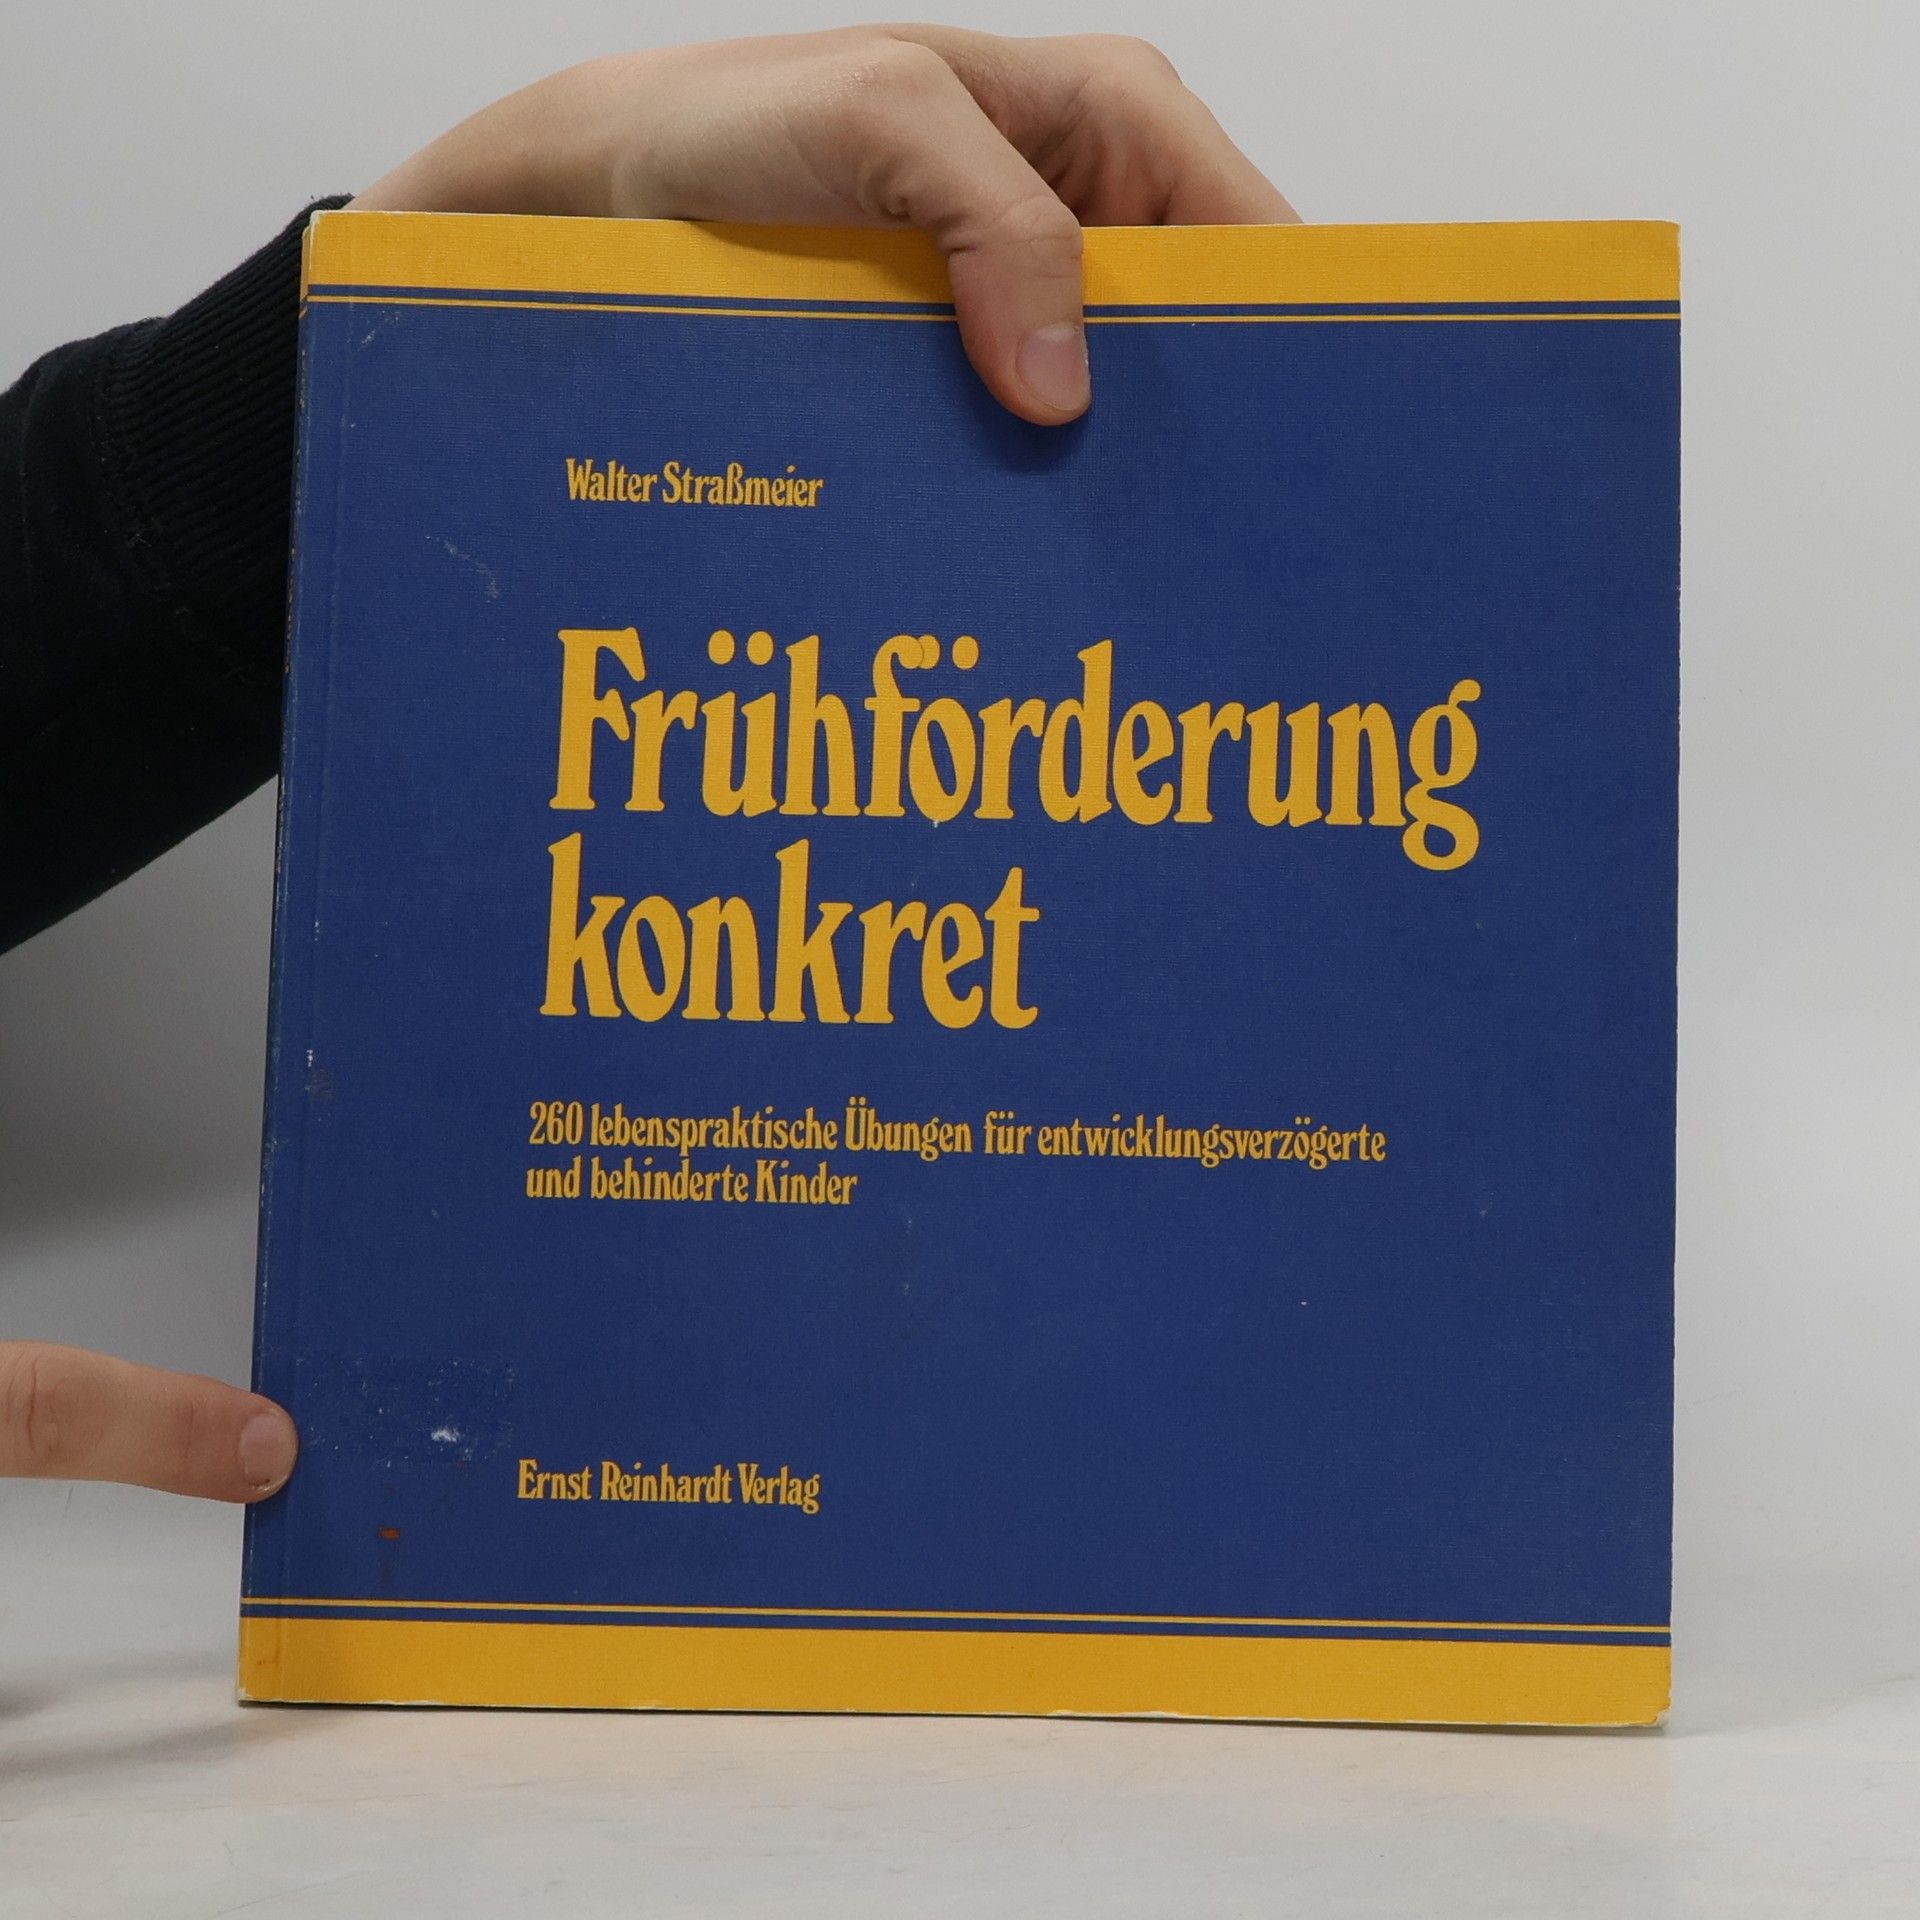 Walter Straßmeier
Frühförderung
konkret
260 lebenspraktische Übungen für entwicklungsverzögerte
und behinderte Kinder
Ernst Reinhardt Verlag